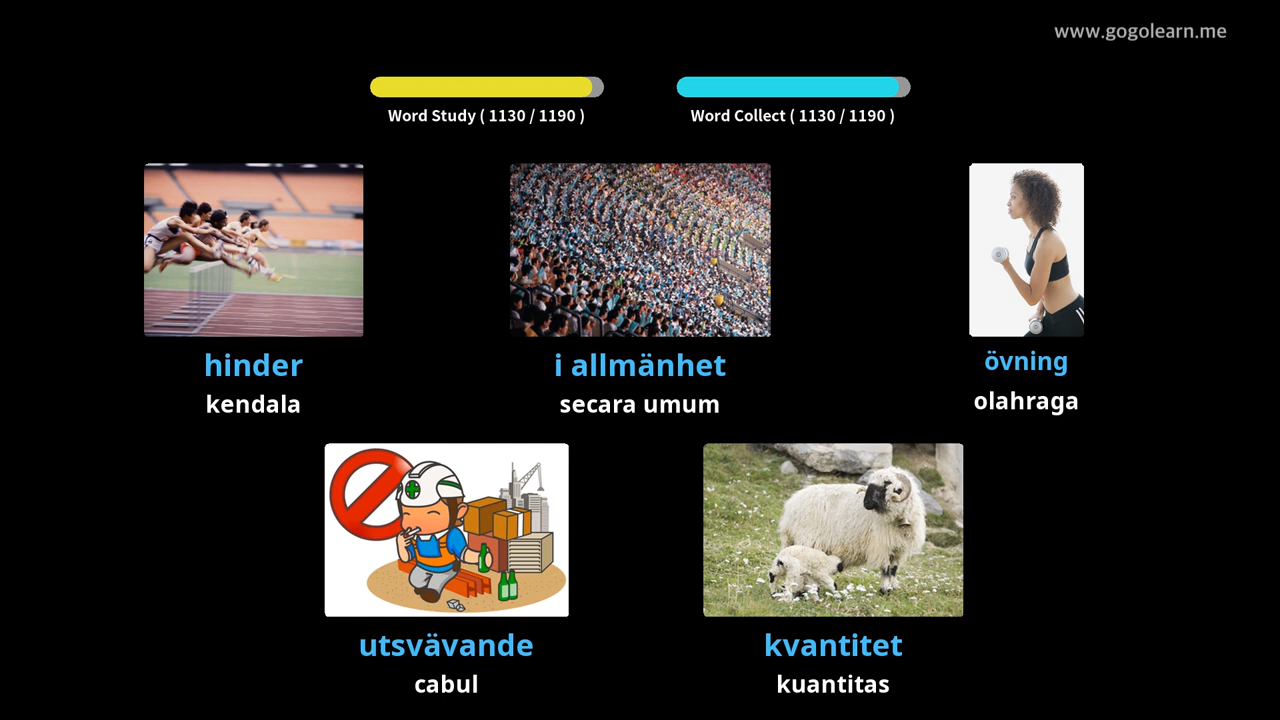 www.gogolearn.me
Word Study ( 1130 / 1190 )
Word Collect ( 1130 / 1190 )
hinder
kendala
i allmänhet
secara umum
övning
olahraga
utsvävande
cabul
kvantitet
kuantitas